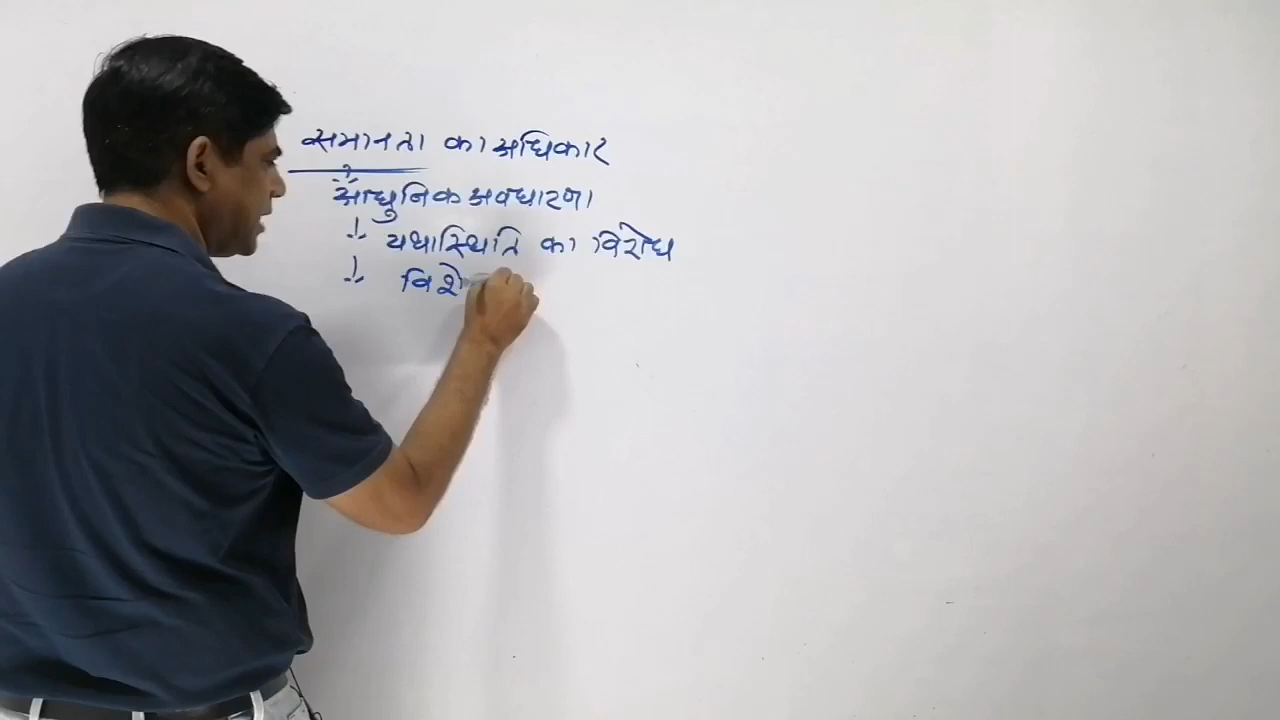 समानता का अधिकार
आधुनिक अवधारणा
यथास्थिति का विरोध
विशे